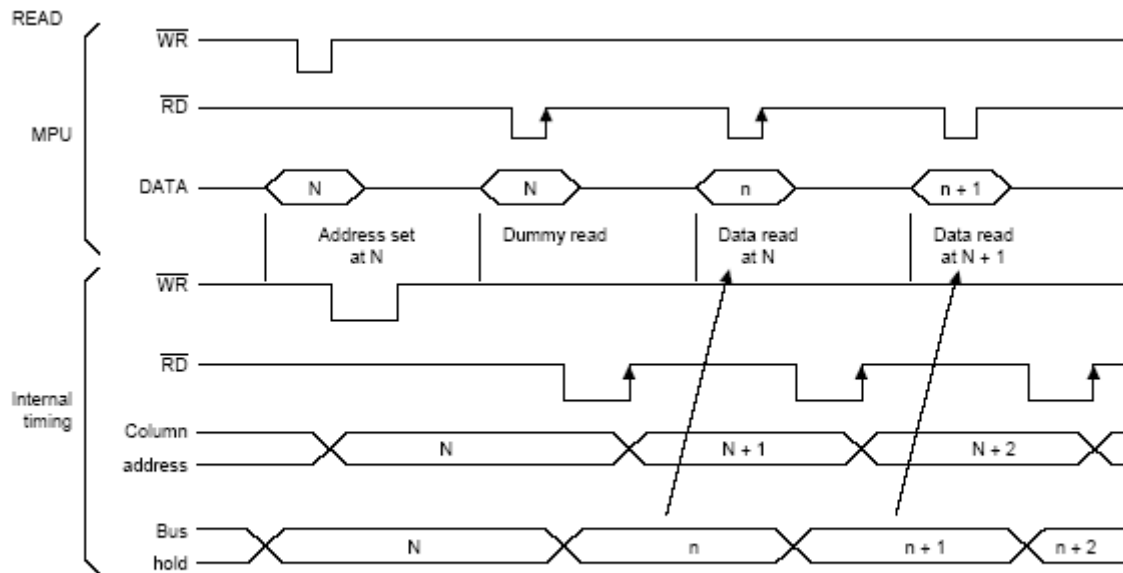 READ
WR
RD
MPU
DATA
N
N
n
n + 1
Address set
at N
Dummy read
Data read
at N
Data read
at N + 1
WR
RD
Internal
timing
Column
address
N
N + 1
N + 2
Bus
hold
N
n
n + 1
n + 2